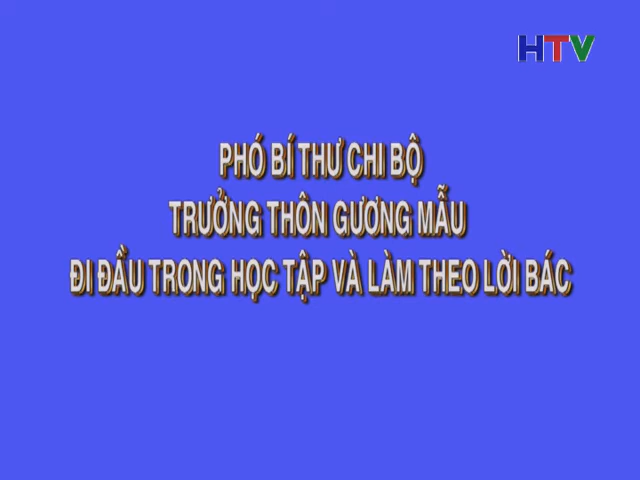 HTV
PHÓ BÍ THƯ CHI BỘ
TRƯỞNG THÔN GƯƠNG MẪU
ĐI ĐẦU TRONG HỌC TẬP VÀ LÀM THEO LỜI BÁC